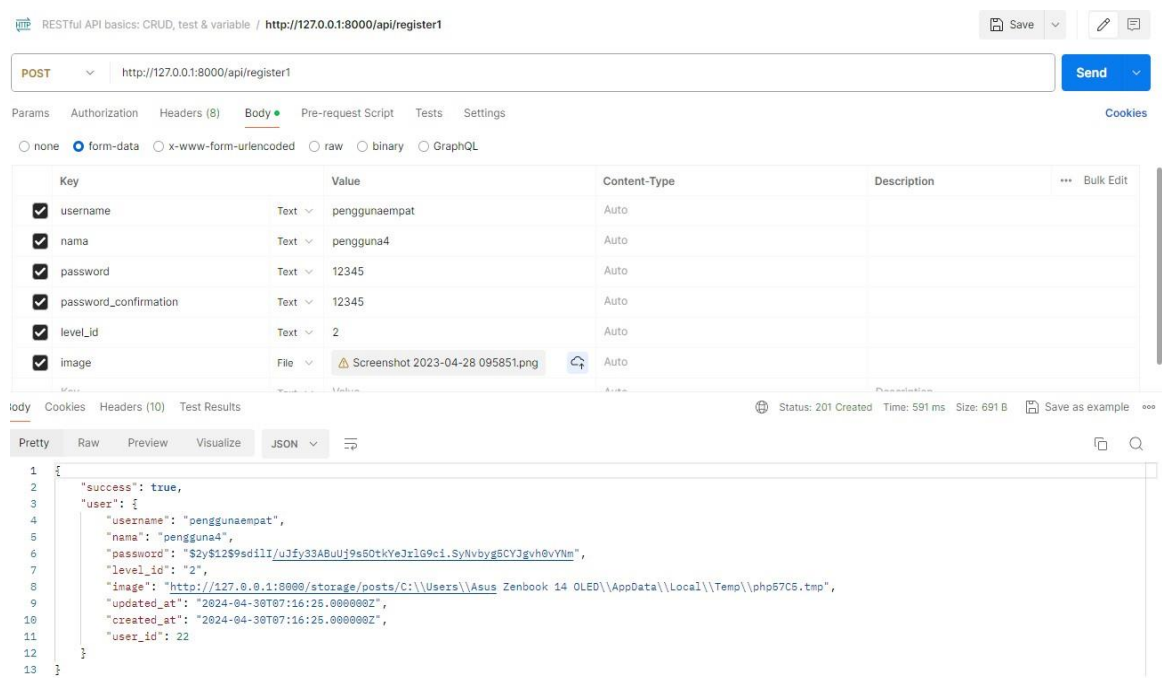 HTTP RESTful API basics: CRUD, test & variable / http://127.0.0.1:8000/api/register1 Save
POST http://127.0.0.1:8000/api/register1 Send
Params Authorization Headers (8) Body Pre-request Script Tests Settings Cookies
none form-data x-www-form-urlencoded raw binary GraphQL
Key Value Content-Type Description Bulk Edit
username Text penggunaempat Auto
nama Text pengguna4 Auto
password Text 12345 Auto
password_confirmation Text 12345 Auto
level_id Text 2 Auto
image File Screenshot 2023-04-28 095851.png Auto
Key Text Value Auto Description
Body Cookies Headers (10) Test Results Status: 201 Created Time: 591 ms Size: 691 B Save as example
Pretty Raw Preview Visualize JSON
1 {
2 "success": true,
3 "user": {
4 "username": "penggunaempat",
5 "nama": "pengguna4",
6 "password": "$2y$12$9sdilI/uJfy33ABuUj9s5OtkYeJrlG9ci.SyNvbyg5CYJgvh0vYNm",
7 "level_id": "2",
8 "image": "http://127.0.0.1:8000/storage/posts/C:\\Users\\Asus Zenbook 14 OLED\\AppData\\Local\\Temp\\php57C5.tmp",
9 "updated_at": "2024-04-30T07:16:25.000000Z",
10 "created_at": "2024-04-30T07:16:25.000000Z",
11 "user_id": 22
12 }
13 }